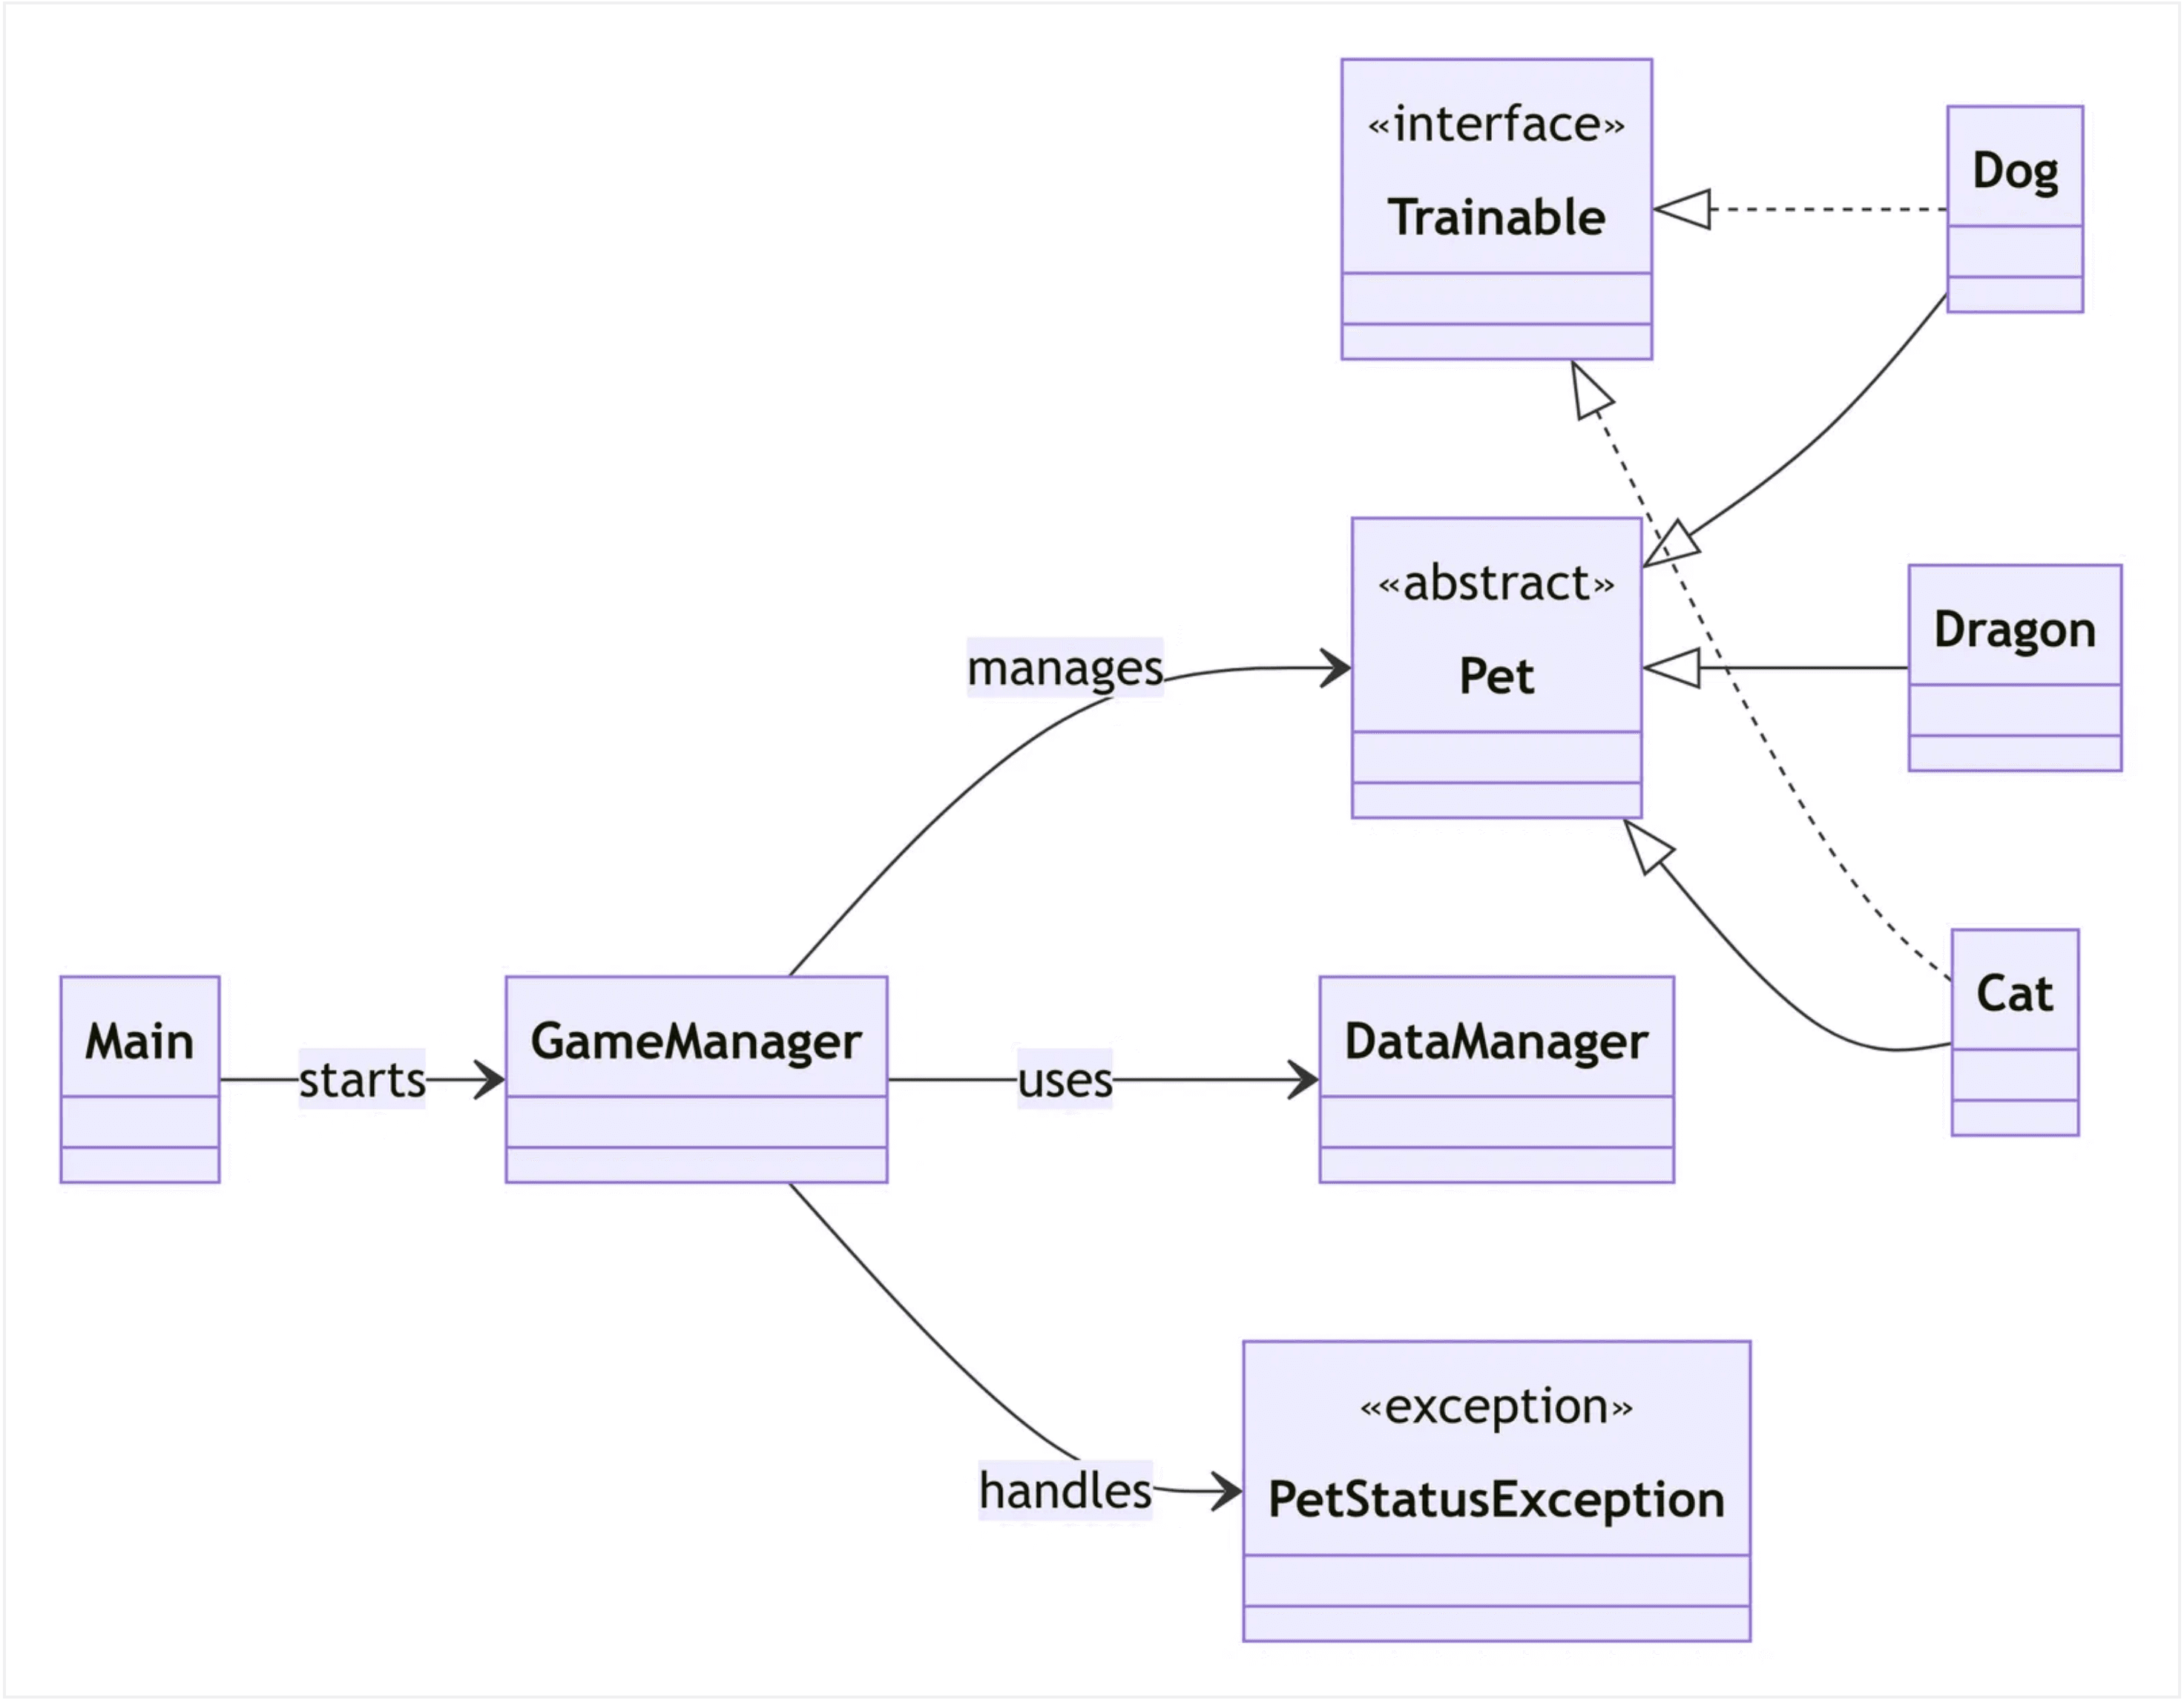 «interface»
Trainable
Dog
«abstract»
Pet
Dragon
manages
Main
starts
GameManager
uses
DataManager
Cat
handles
«exception»
PetStatusException